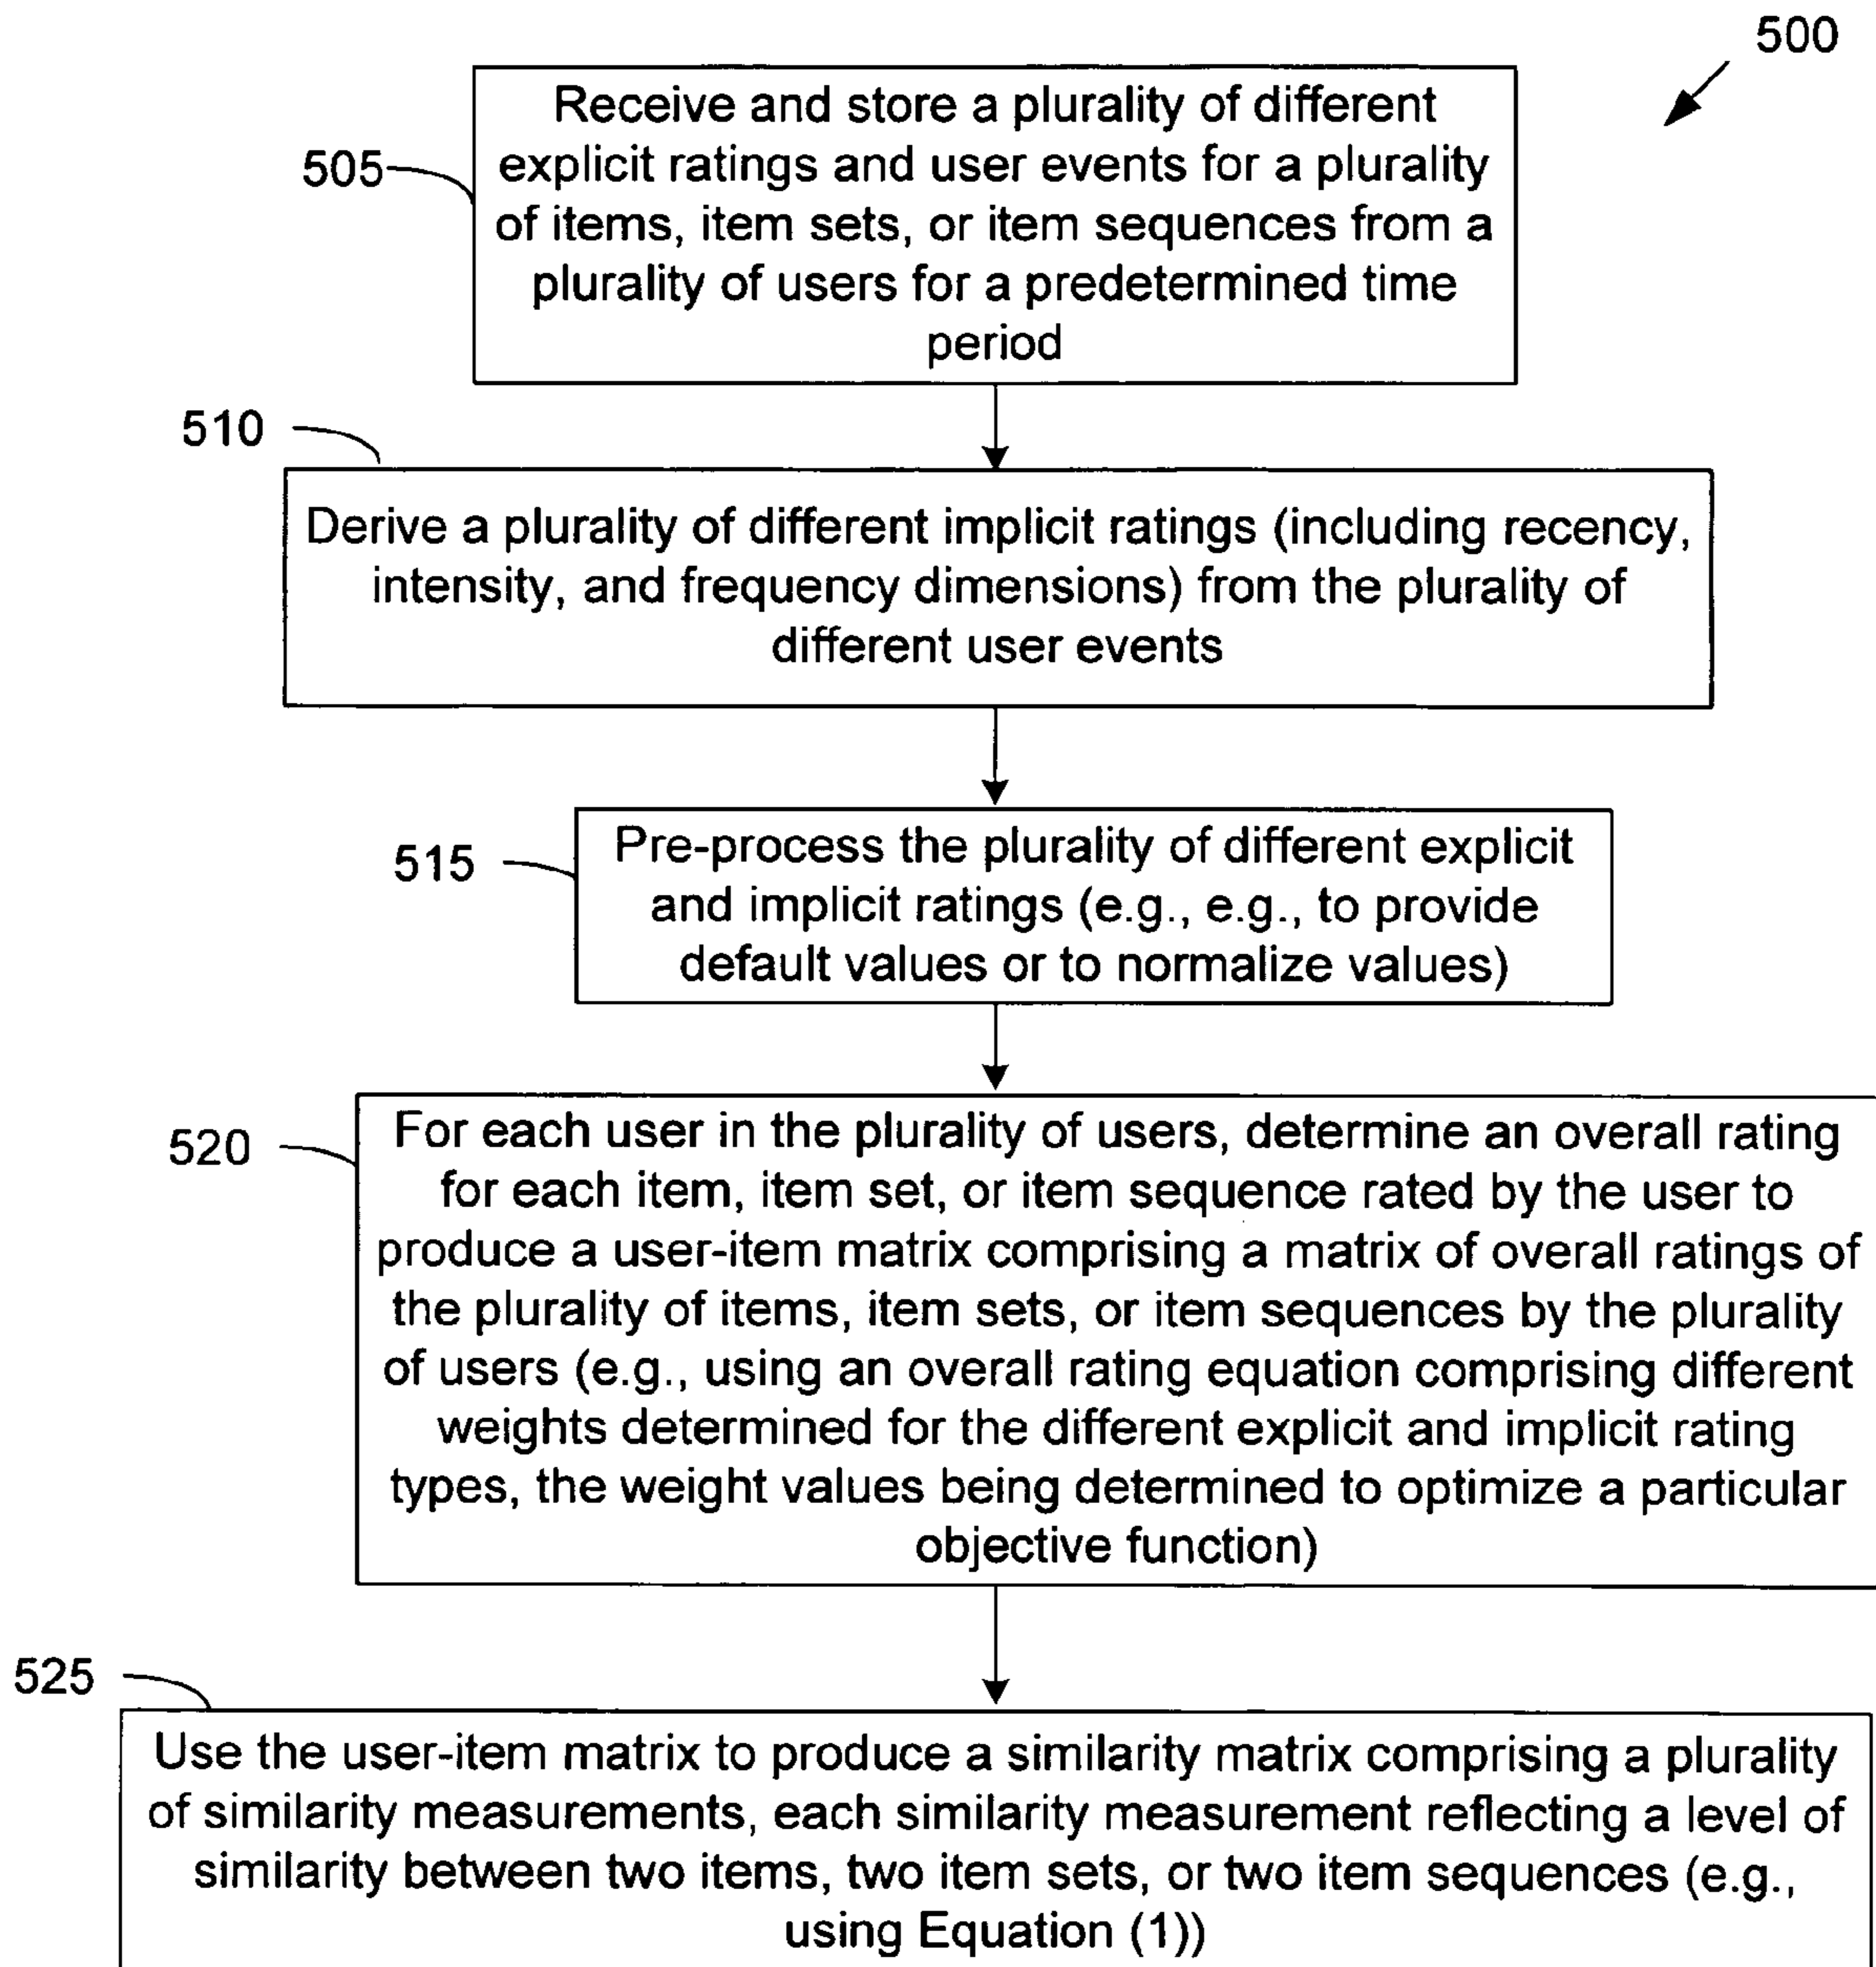 500
Receive and store a plurality of different
explicit ratings and user events for a plurality
of items, item sets, or item sequences from a
plurality of users for a predetermined time
period
505
510
Derive a plurality of different implicit ratings (including recency,
intensity, and frequency dimensions) from the plurality of
different user events
515
Pre-process the plurality of different explicit
and implicit ratings (e.g., e.g., to provide
default values or to normalize values)
520
For each user in the plurality of users, determine an overall rating
for each item, item set, or item sequence rated by the user to
produce a user-item matrix comprising a matrix of overall ratings of
the plurality of items, item sets, or item sequences by the plurality
of users (e.g., using an overall rating equation comprising different
weights determined for the different explicit and implicit rating
types, the weight values being determined to optimize a particular
objective function)
525
Use the user-item matrix to produce a similarity matrix comprising a plurality
of similarity measurements, each similarity measurement reflecting a level of
similarity between two items, two item sets, or two item sequences (e.g.,
using Equation (1))